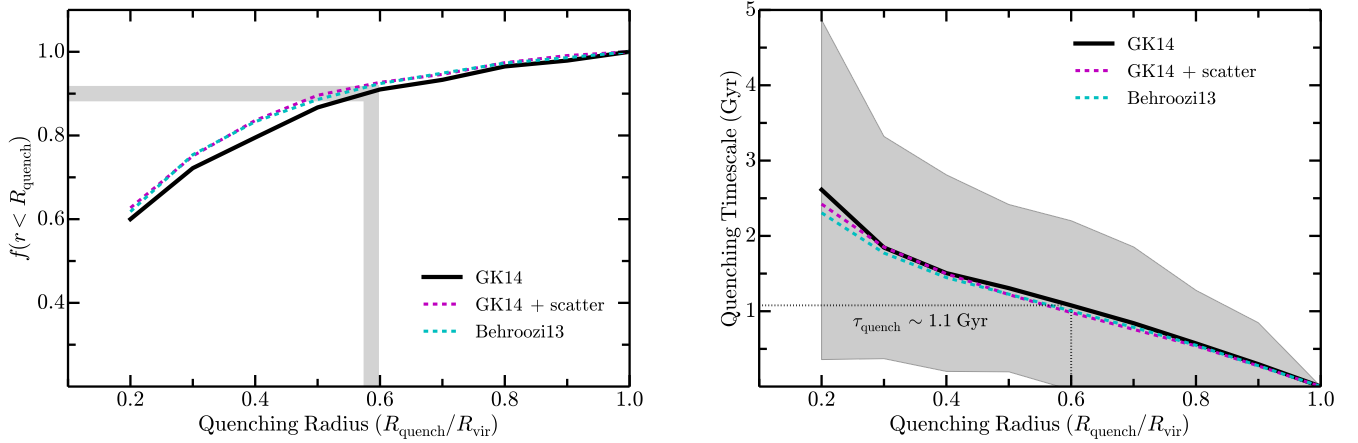 1.0
0.8
0.6
0.4
f(r < R_quench)
GK14
GK14 + scatter
Behroozi13
0.2 0.4 0.6 0.8 1.0
Quenching Radius (R_quench/R_vir)
5
4
3
2
1
Quenching Timescale (Gyr)
GK14
GK14 + scatter
Behroozi13
τ_quench ∼ 1.1 Gyr
0.2 0.4 0.6 0.8 1.0
Quenching Radius (R_quench/R_vir)